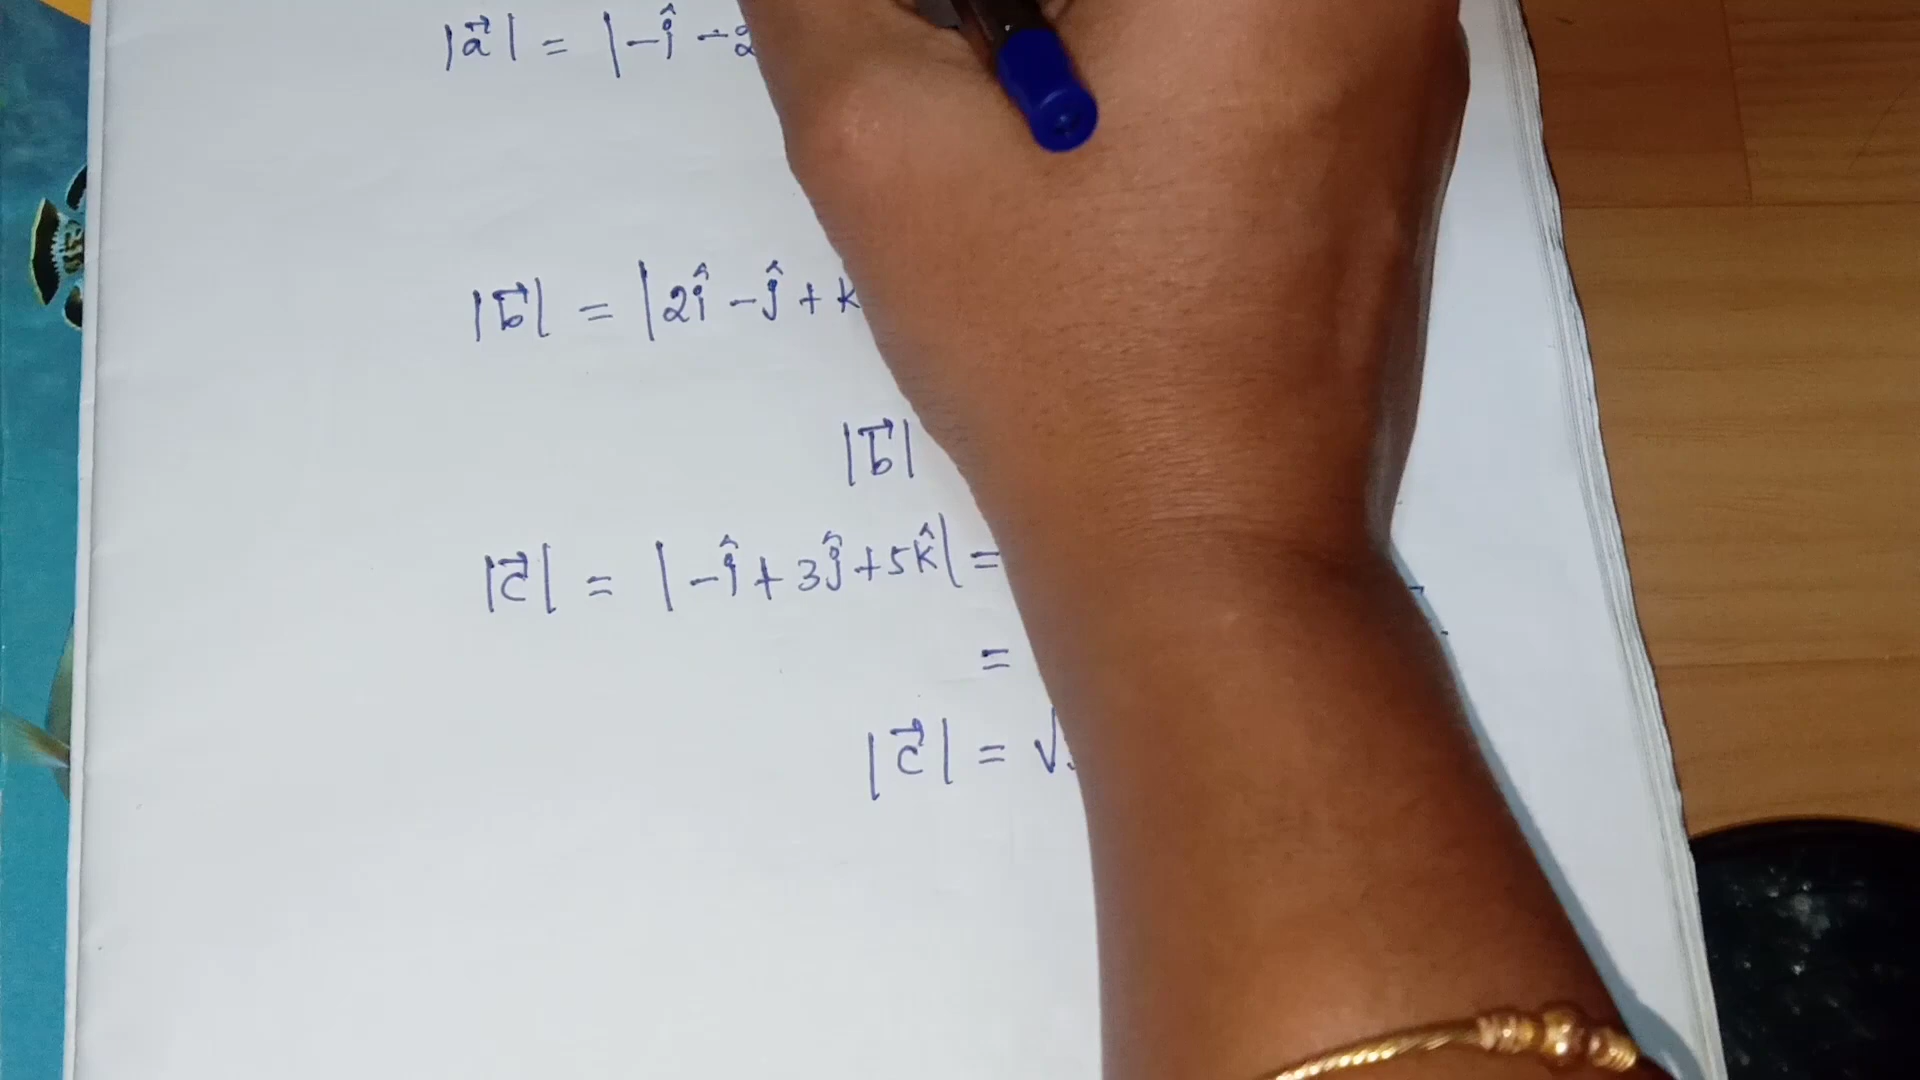 |a⃗| = |-î - 2
|b⃗| = |2î - ĵ + k
|b⃗|
|c⃗| = |-î + 3ĵ + 5k̂| =
=
|c⃗| = √